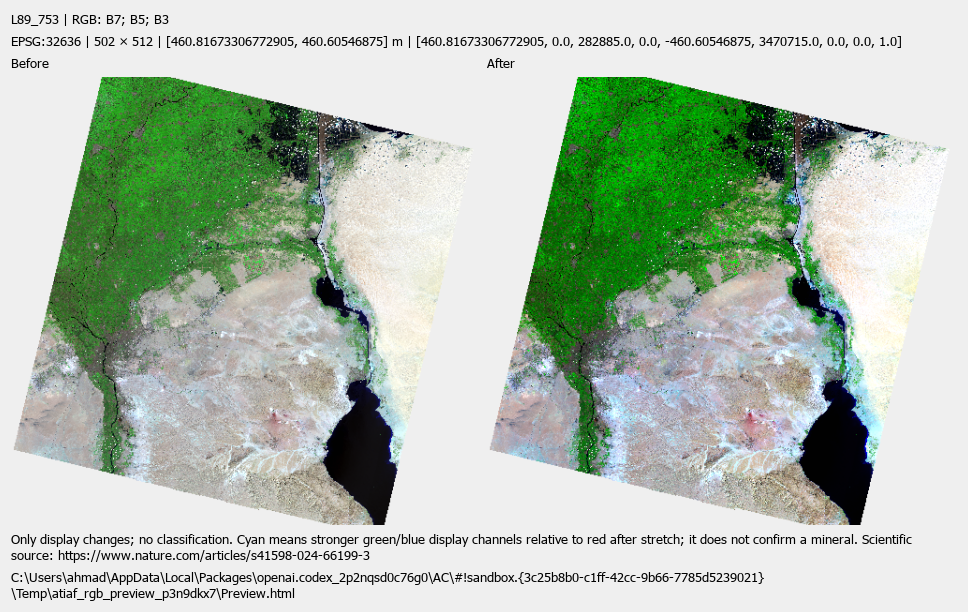 L89_753 | RGB: B7; B5; B3
EPSG:32636 | 502 × 512 | [460.81673306772905, 460.60546875] m | [460.81673306772905, 0.0, 282885.0, 0.0, -460.60546875, 3470715.0, 0.0, 0.0, 1.0]
Before
After
Only display changes; no classification. Cyan means stronger green/blue display channels relative to red after stretch; it does not confirm a mineral. Scientific
source: https://www.nature.com/articles/s41598-024-66199-3
C:\Users\ahmad\AppData\Local\Packages\openai.codex_2p2nqsd0c76g0\AC\#!sandbox.{3c25b8b0-c1ff-42cc-9b66-7785d5239021}
\Temp\atiaf_rgb_preview_p3n9dkx7\Preview.html